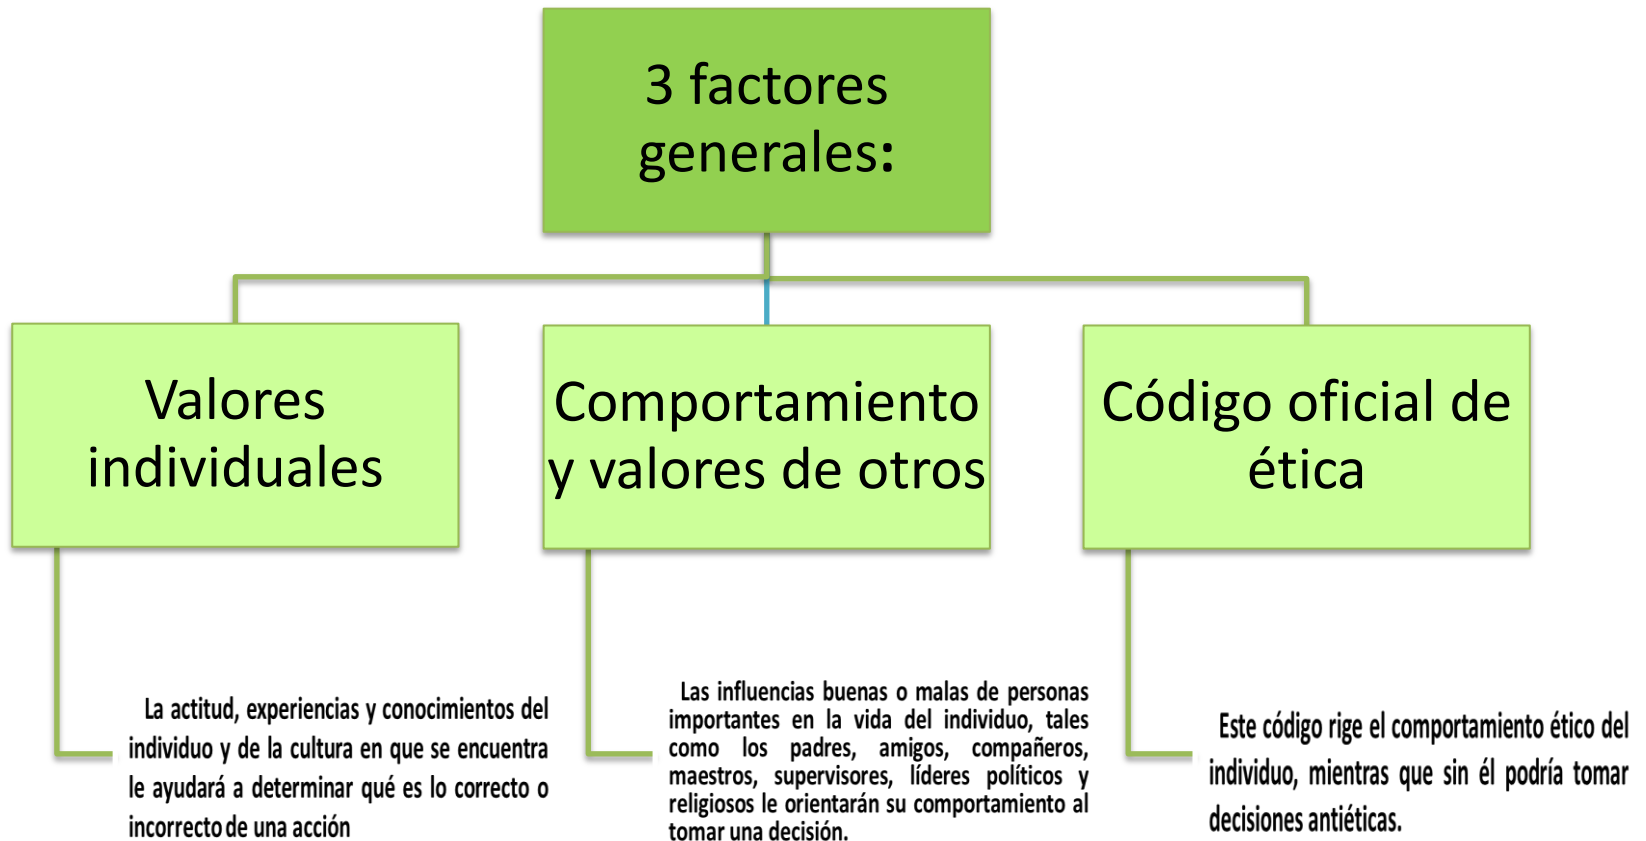 3 factores
generales:
Valores
individuales
Comportamiento
y valores de otros
Código oficial de
ética
La actitud, experiencias y conocimientos del
individuo y de la cultura en que se encuentra
le ayudará a determinar qué es lo correcto o
incorrecto de una acción
Las influencias buenas o malas de personas
importantes en la vida del individuo, tales
como los padres, amigos, compañeros,
maestros, supervisores, líderes políticos y
religiosos le orientarán su comportamiento al
tomar una decisión.
Este código rige el comportamiento ético del
individuo, mientras que sin él podría tomar
decisiones antiéticas.